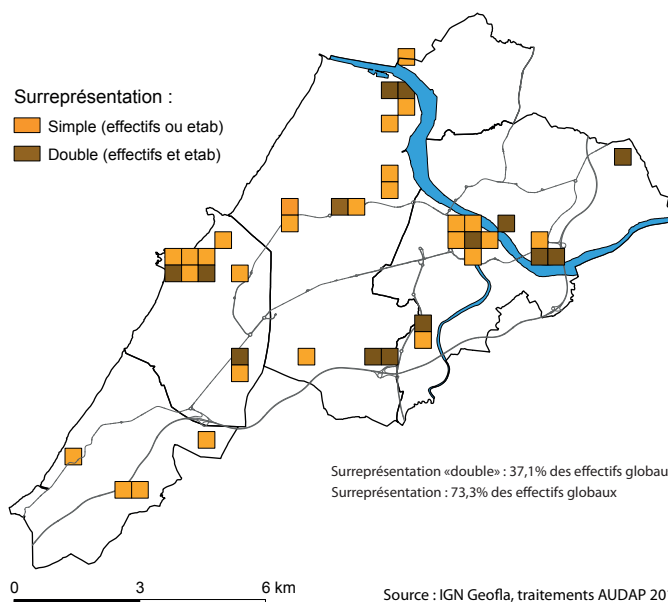 Surreprésentation :
Simple (effectifs ou etab)
Double (effectifs et etab)
Surreprésentation «double» : 37,1% des effectifs globau
Surreprésentation : 73,3% des effectifs globaux
0 3 6 km
Source : IGN Geofla, traitements AUDAP 20